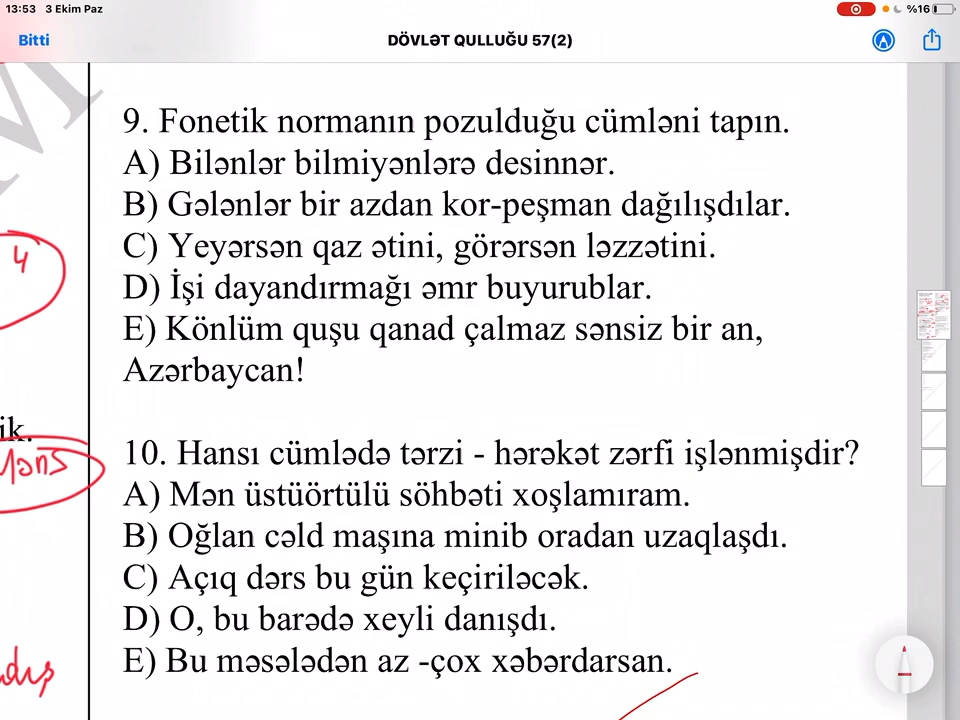 13:53 3 Ekim Paz
%16
Bitti
DÖVLƏT QULLUĞU 57(2)
9. Fonetik normanın pozulduğu cümləni tapın.
A) Bilənlər bilmiyənlərə desinnər.
B) Gələnlər bir azdan kor-peşman dağılışdılar.
C) Yeyərsən qaz ətini, görərsən ləzzətini.
D) İşi dayandırmağı əmr buyurublar.
E) Könlüm quşu qanad çalmaz sənsiz bir an,
Azərbaycan!
4
ik.
10. Hansı cümlədə tərzi - hərəkət zərfi işlənmişdir?
A) Mən üstüörtülü söhbəti xoşlamıram.
B) Oğlan cəld maşına minib oradan uzaqlaşdı.
C) Açıq dərs bu gün keçiriləcək.
D) O, bu barədə xeyli danışdı.
E) Bu məsələdən az -çox xəbərdarsan.